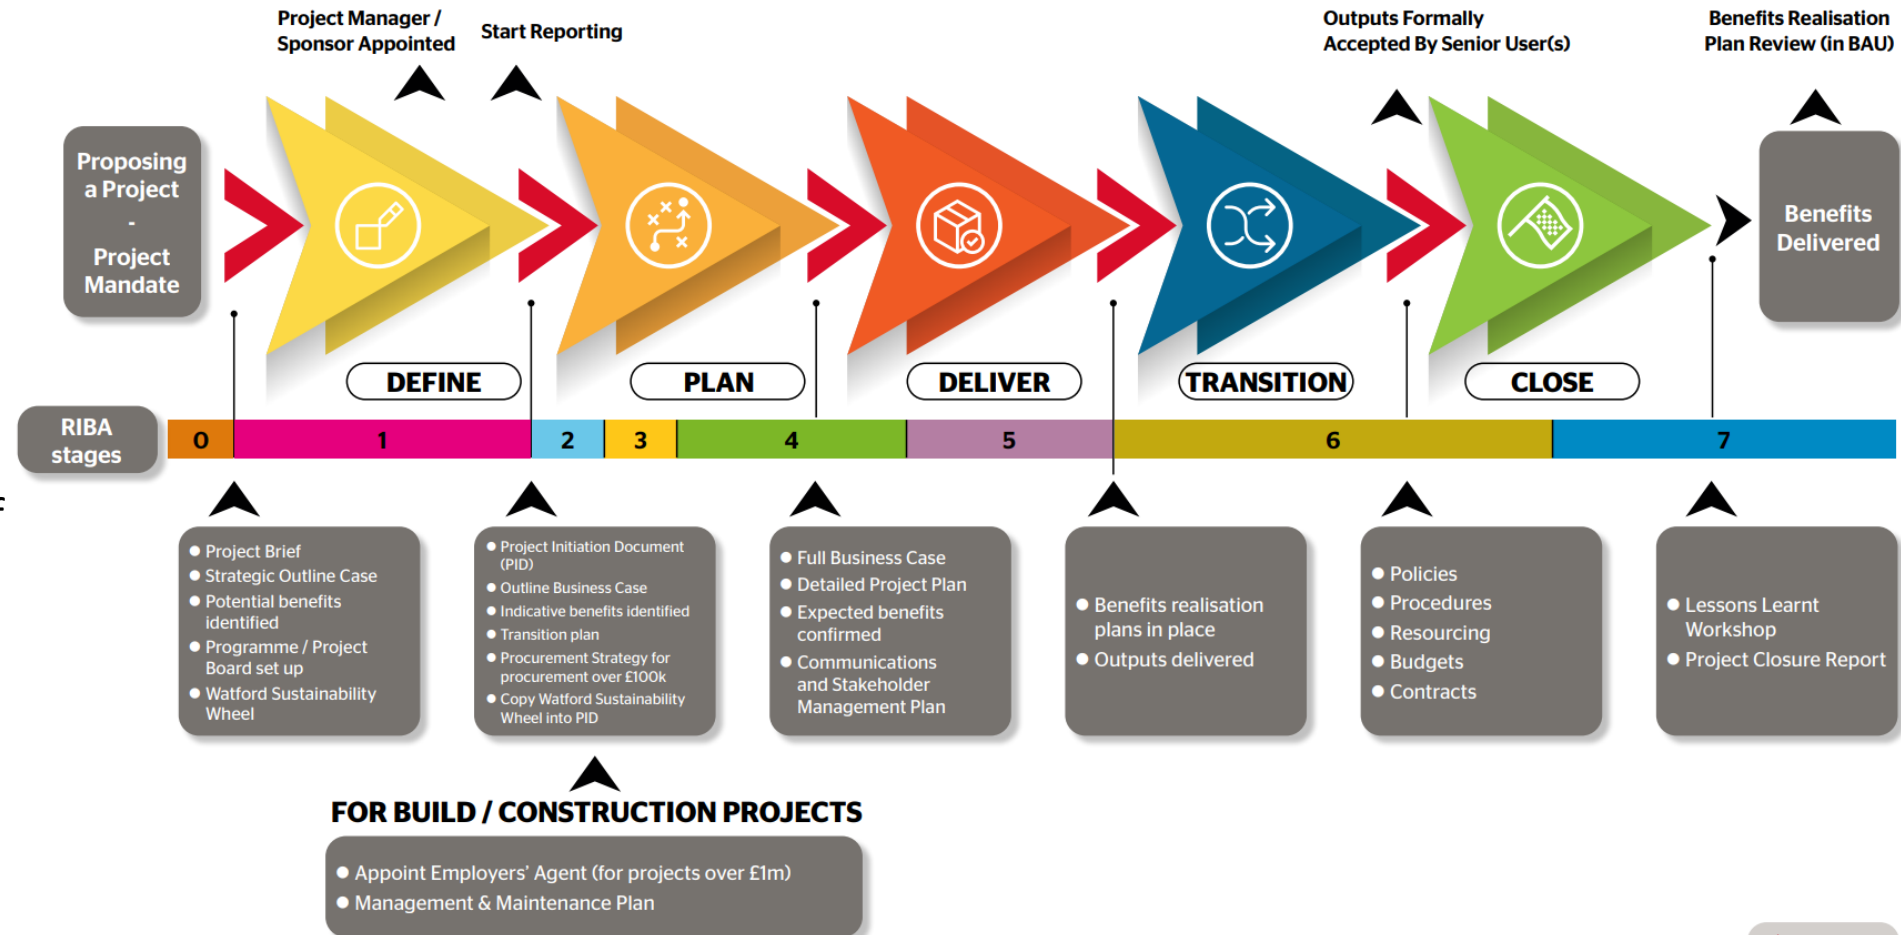 Project Manager /
Sponsor Appointed
Start Reporting
Outputs Formally
Accepted By Senior User(s)
Benefits Realisation
Plan Review (in BAU)
Proposing
a Project
-
Project
Mandate
Benefits
Delivered
DEFINE
PLAN
DELIVER
TRANSITION
CLOSE
RIBA
stages
0
1
2
3
4
5
6
7
● Project Brief
● Strategic Outline Case
● Potential benefits
identified
● Programme / Project
Board set up
● Watford Sustainability
Wheel
● Project Initiation Document
(PID)
● Outline Business Case
● Indicative benefits identified
● Transition plan
● Procurement Strategy for
procurement over £100k
● Copy Watford Sustainability
Wheel into PID
● Full Business Case
● Detailed Project Plan
● Expected benefits
confirmed
● Communications
and Stakeholder
Management Plan
● Benefits realisation
plans in place
● Outputs delivered
● Policies
● Procedures
● Resourcing
● Budgets
● Contracts
● Lessons Learnt
Workshop
● Project Closure Report
FOR BUILD / CONSTRUCTION PROJECTS
● Appoint Employers' Agent (for projects over £1m)
● Management & Maintenance Plan